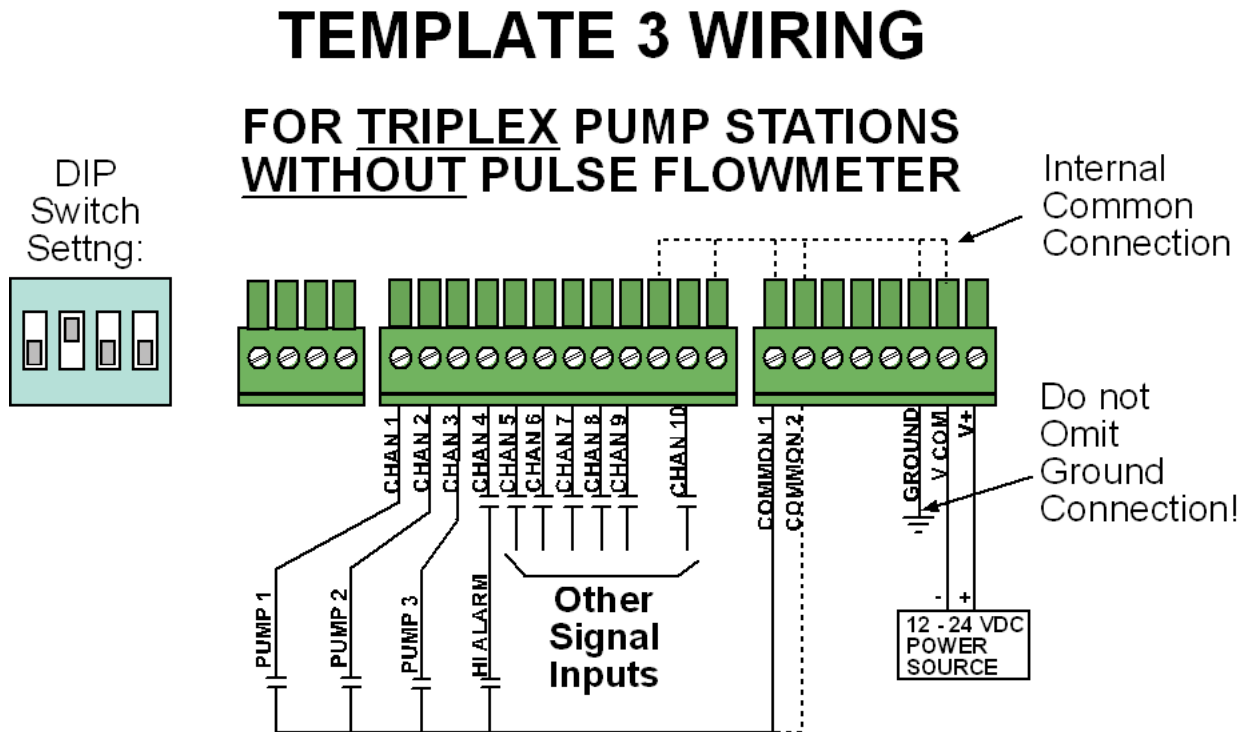 TEMPLATE 3 WIRING
FOR TRIPLEX PUMP STATIONS
WITHOUT PULSE FLOWMETER
DIP
Switch
Settng:
Internal
Common
Connection
CHAN 1
CHAN 2
CHAN 3
CHAN 4
CHAN 5
CHAN 6
CHAN 7
CHAN 8
CHAN 9
CHAN 10
COMMON 1
COMMON 2
GROUND
V COM
V+
Do not
Omit
Ground
Connection!
PUMP 1
PUMP 2
PUMP 3
HI ALARM
Other
Signal
Inputs
- +
12 - 24 VDC
POWER
SOURCE